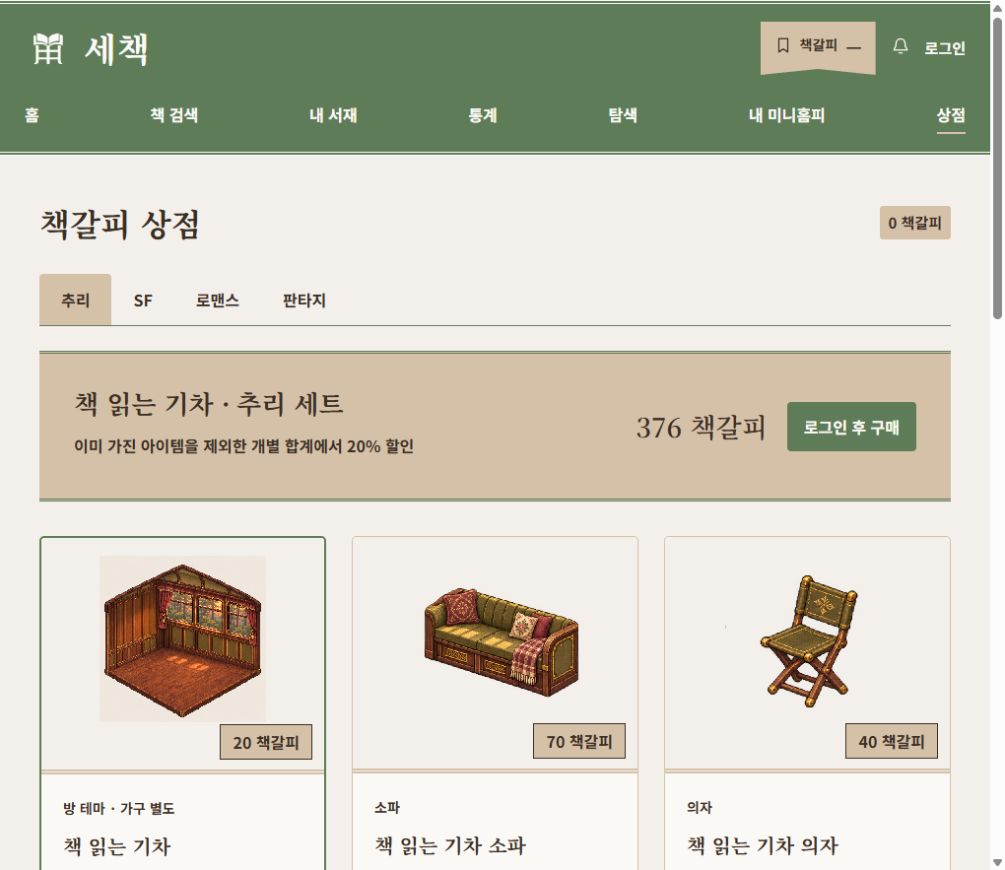 세책
책갈피 —
로그인
홈 책 검색 내 서재 통계 탐색 내 미니홈피 상점
책갈피 상점
0 책갈피
추리 SF 로맨스 판타지
책 읽는 기차 · 추리 세트
이미 가진 아이템을 제외한 개별 합계에서 20% 할인
376 책갈피
로그인 후 구매
20 책갈피
방 테마 · 가구 별도
책 읽는 기차
70 책갈피
소파
책 읽는 기차 소파
40 책갈피
의자
책 읽는 기차 의자